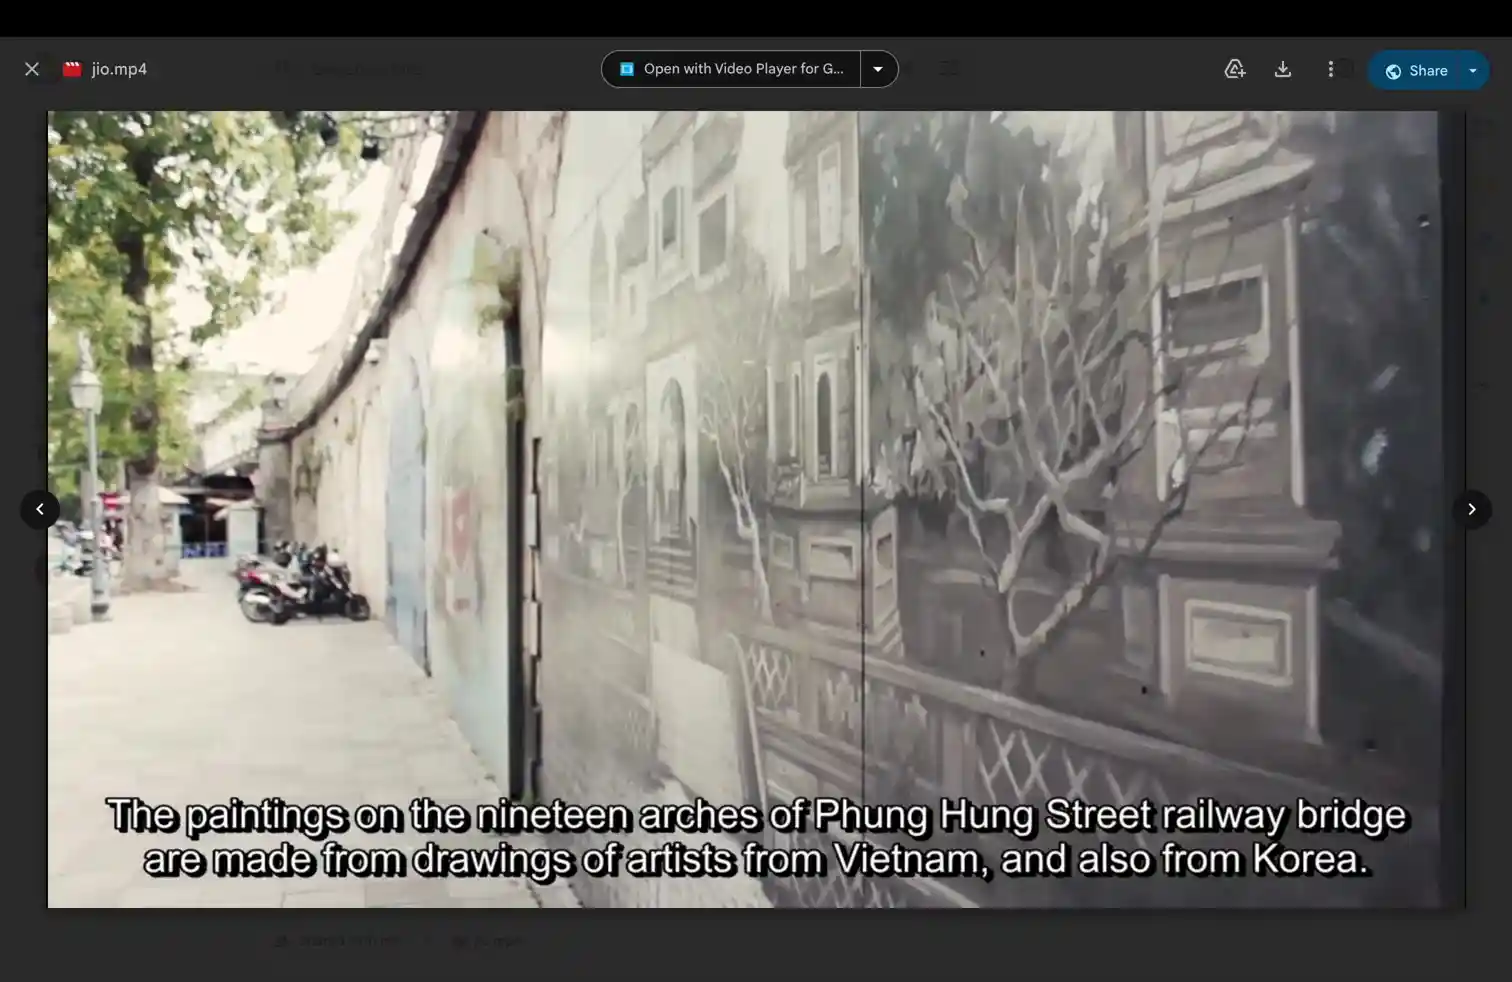 jio.mp4
Open with Video Player for G...
Share
The paintings on the nineteen arches of Phung Hung Street railway bridge
are made from drawings of artists from Vietnam, and also from Korea.